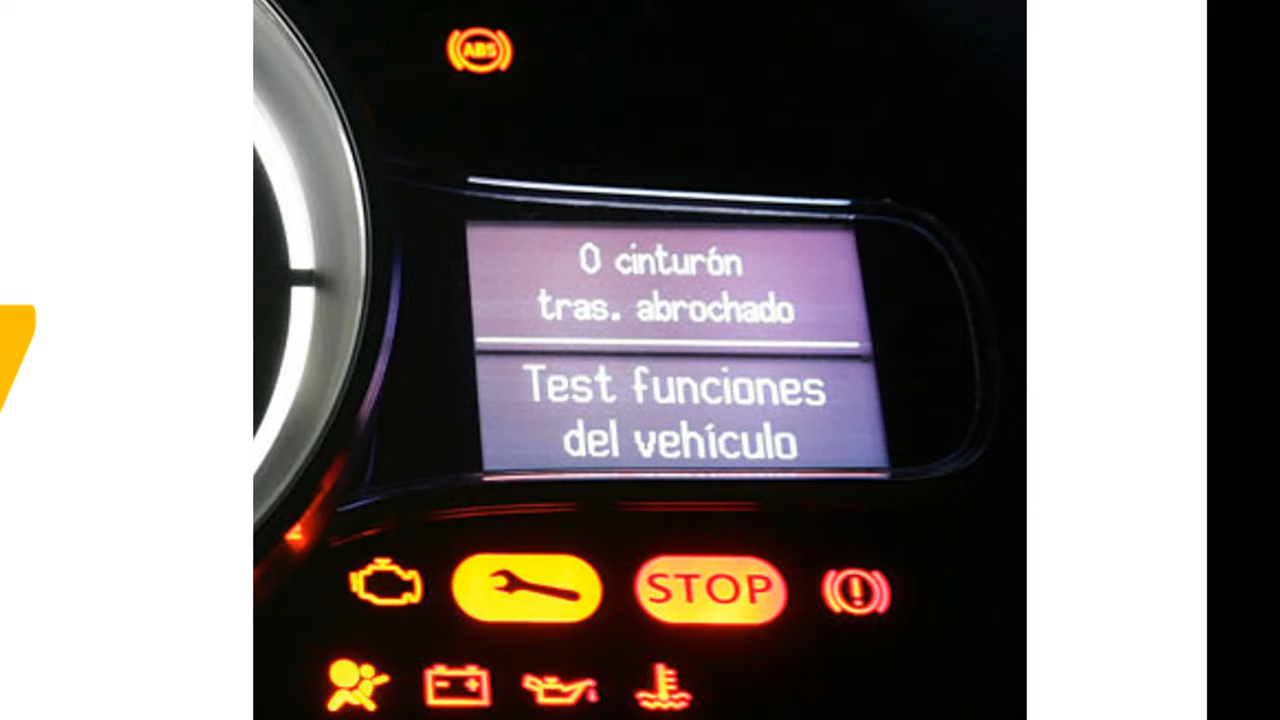 ABS
0 cinturón
tras. abrochado
Test funciones
del vehículo
STOP